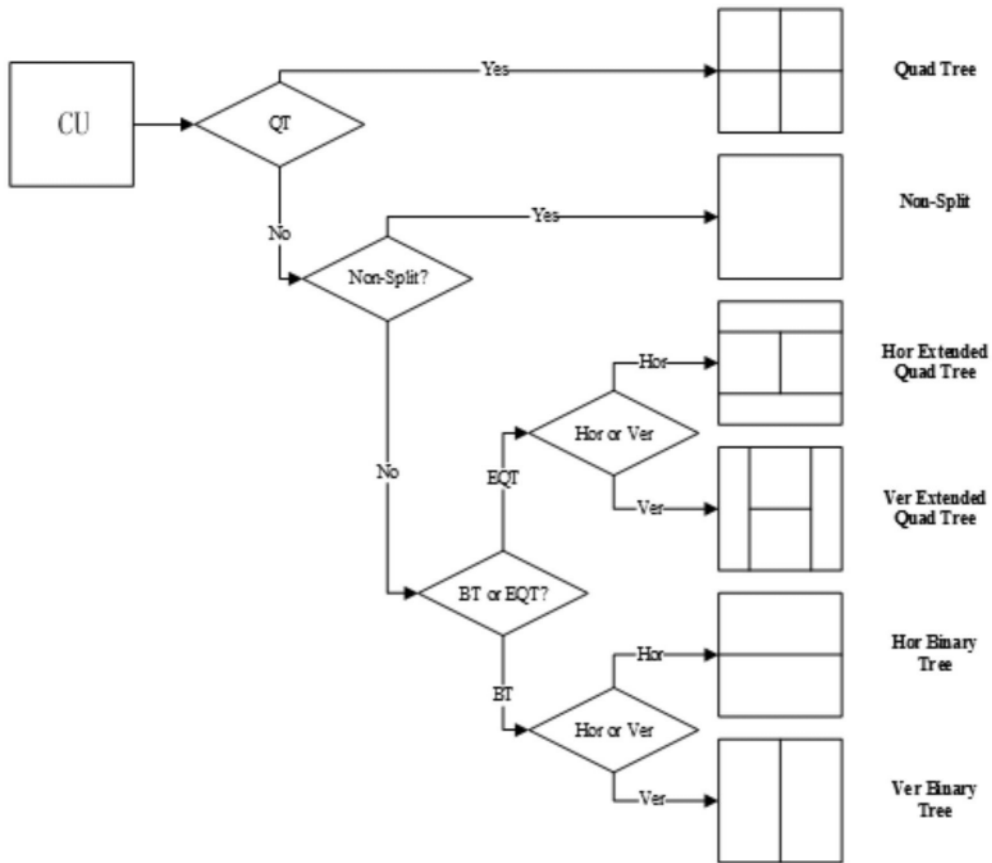 CU
QT
Yes
Quad Tree
No
Non-Split?
Yes
Non-Split
No
BT or EQT?
EQT
Hor or Ver
Hor
Hor Extended
Quad Tree
Ver
Ver Extended
Quad Tree
BT
Hor or Ver
Hor
Hor Binary
Tree
Ver
Ver Binary
Tree